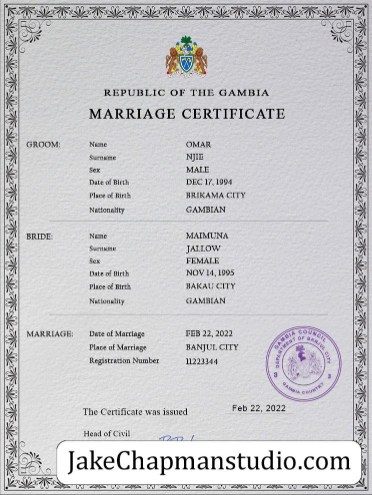 REPUBLIC OF THE GAMBIA
MARRIAGE CERTIFICATE
GROOM: Name OMAR
Surname NJIE
Sex MALE
Date of Birth DEC 17, 1994
Place of Birth BRIKAMA CITY
Nationality GAMBIAN
BRIDE: Name MAIMUNA
Surname JALLOW
Sex FEMALE
Date of Birth NOV 14, 1995
Place of Birth BAKAU CITY
Nationality GAMBIAN
MARRIAGE: Date of Marriage FEB 22, 2022
Place of Marriage BANJUL CITY
Registration Number 11223344
GAMBIA COUNCIL
DEPARTMENT OF BANJUL CITY
GAMBIA COUNTRY
The Certificate was issued Feb 22, 2022
Head of Civil
JakeChapmanstudio.com